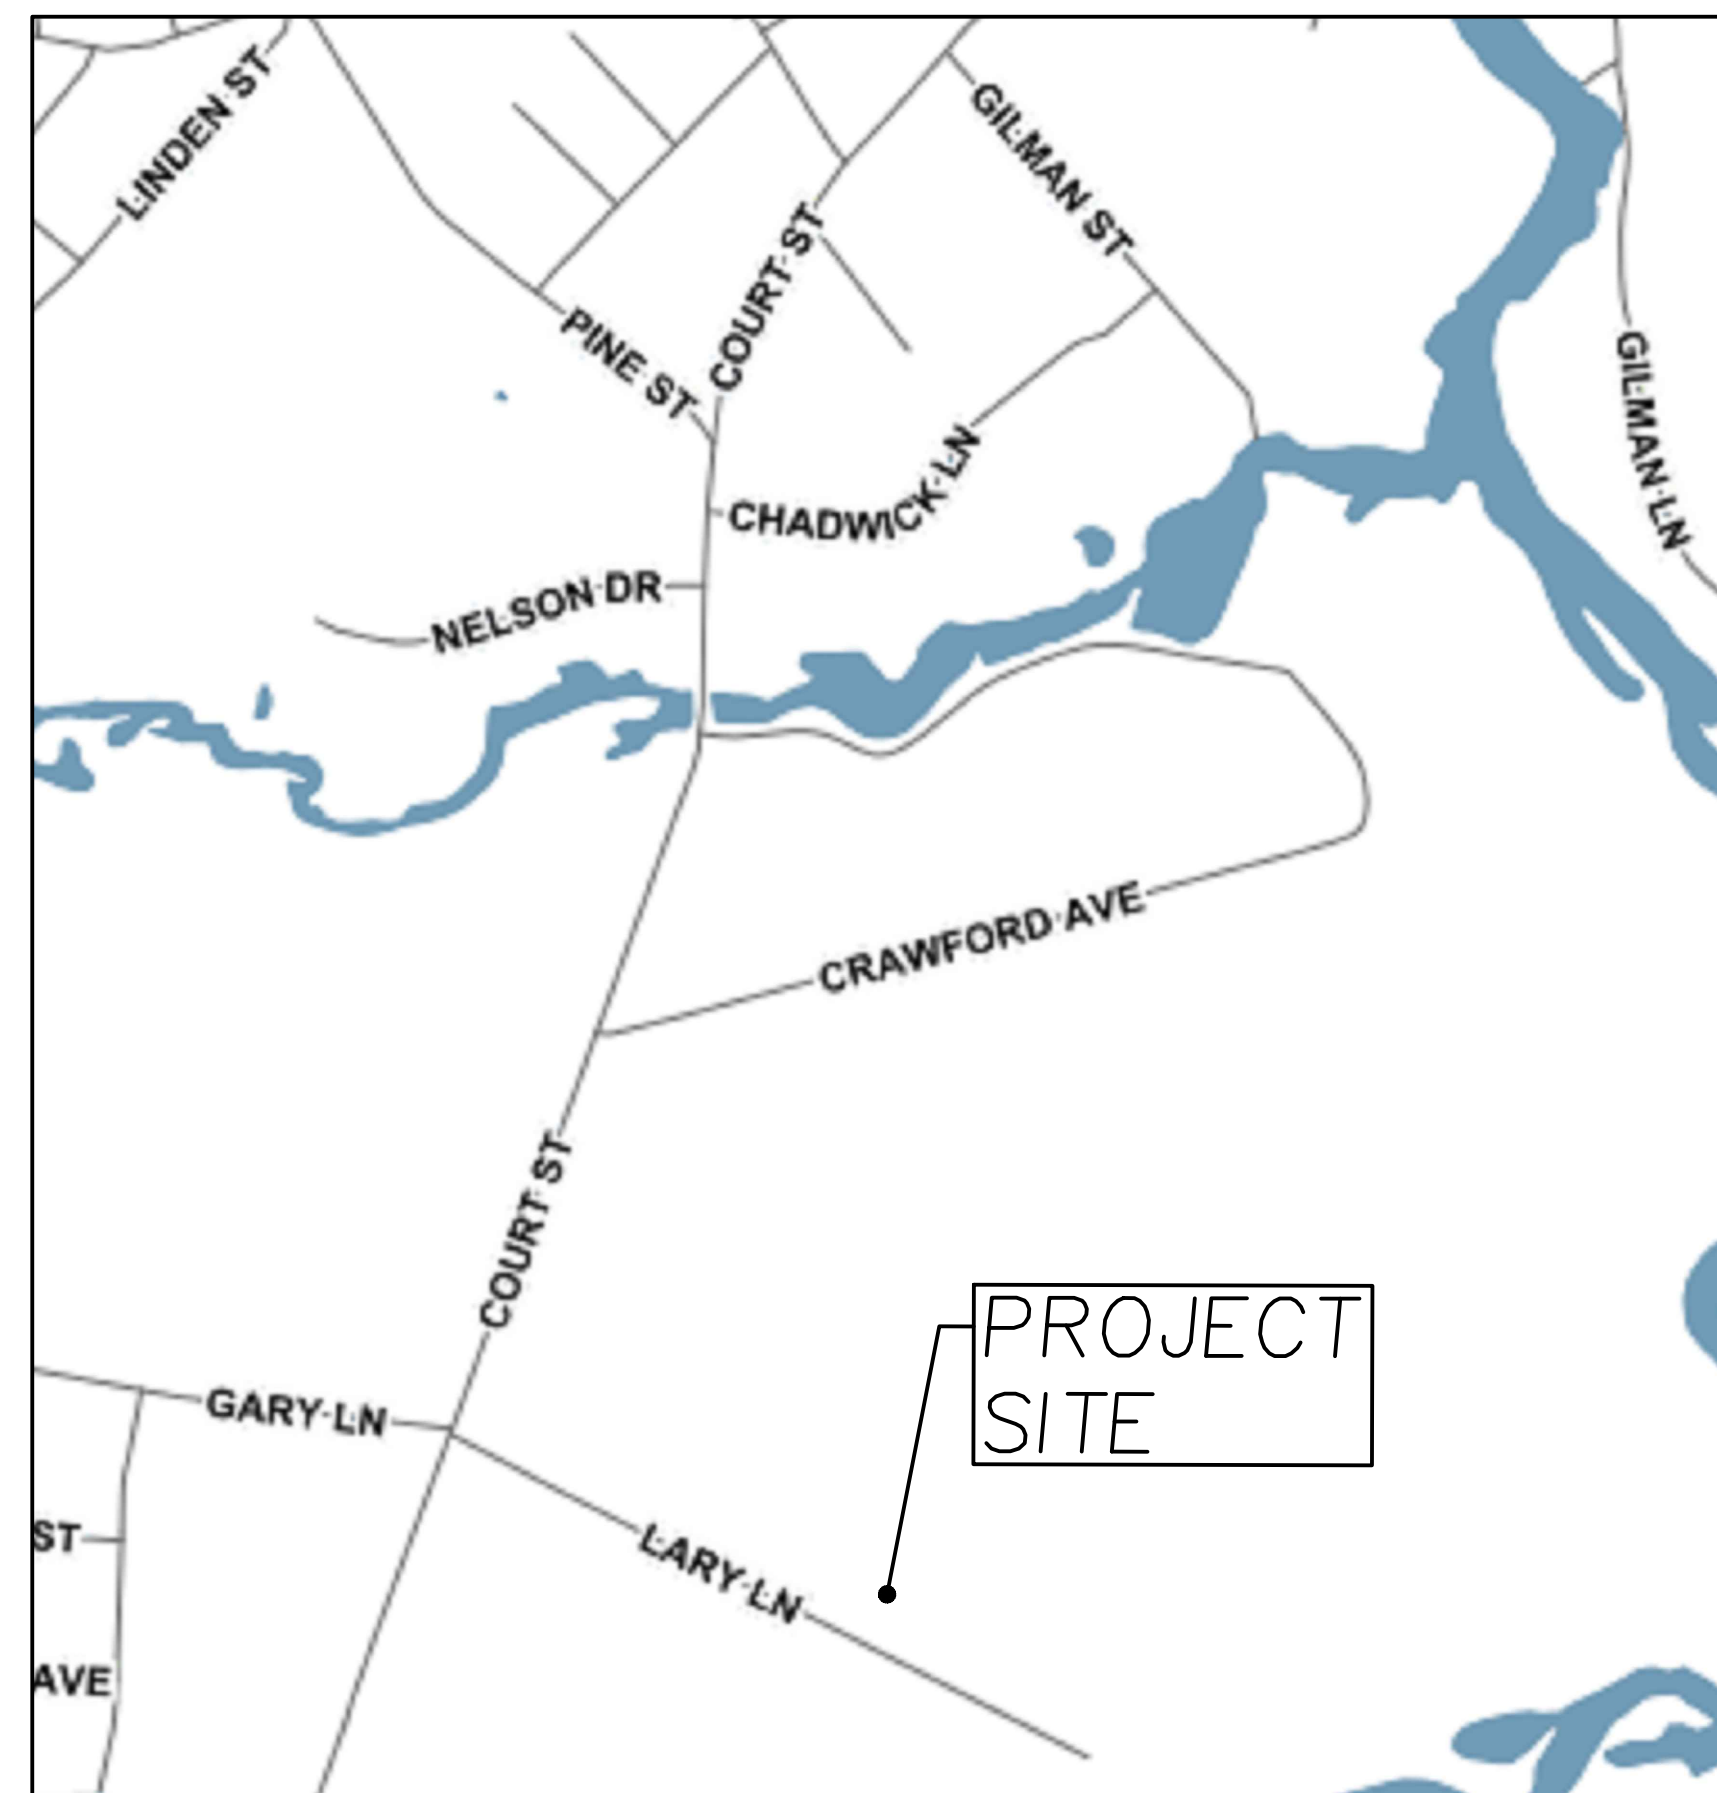 LINDEN ST
GILMAN ST
COURT ST
PINE ST
GILMAN LN
CHADWICK LN
NELSON DR
CRAWFORD AVE
COURT ST
PROJECT
SITE
GARY LN
ST
LARY LN
AVE